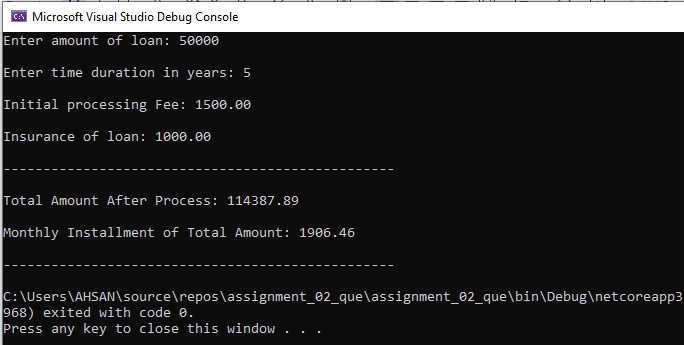 Microsoft Visual Studio Debug Console
Enter amount of loan: 50000
Enter time duration in years: 5
Initial processing Fee: 1500.00
Insurance of loan: 1000.00
-------------------------------------------------
Total Amount After Process: 114387.89
Monthly Installment of Total Amount: 1906.46
-------------------------------------------------
C:\Users\AHSAN\source\repos\assignment_02_que\assignment_02_que\bin\Debug\netcoreapp3
968) exited with code 0.
Press any key to close this window . . .